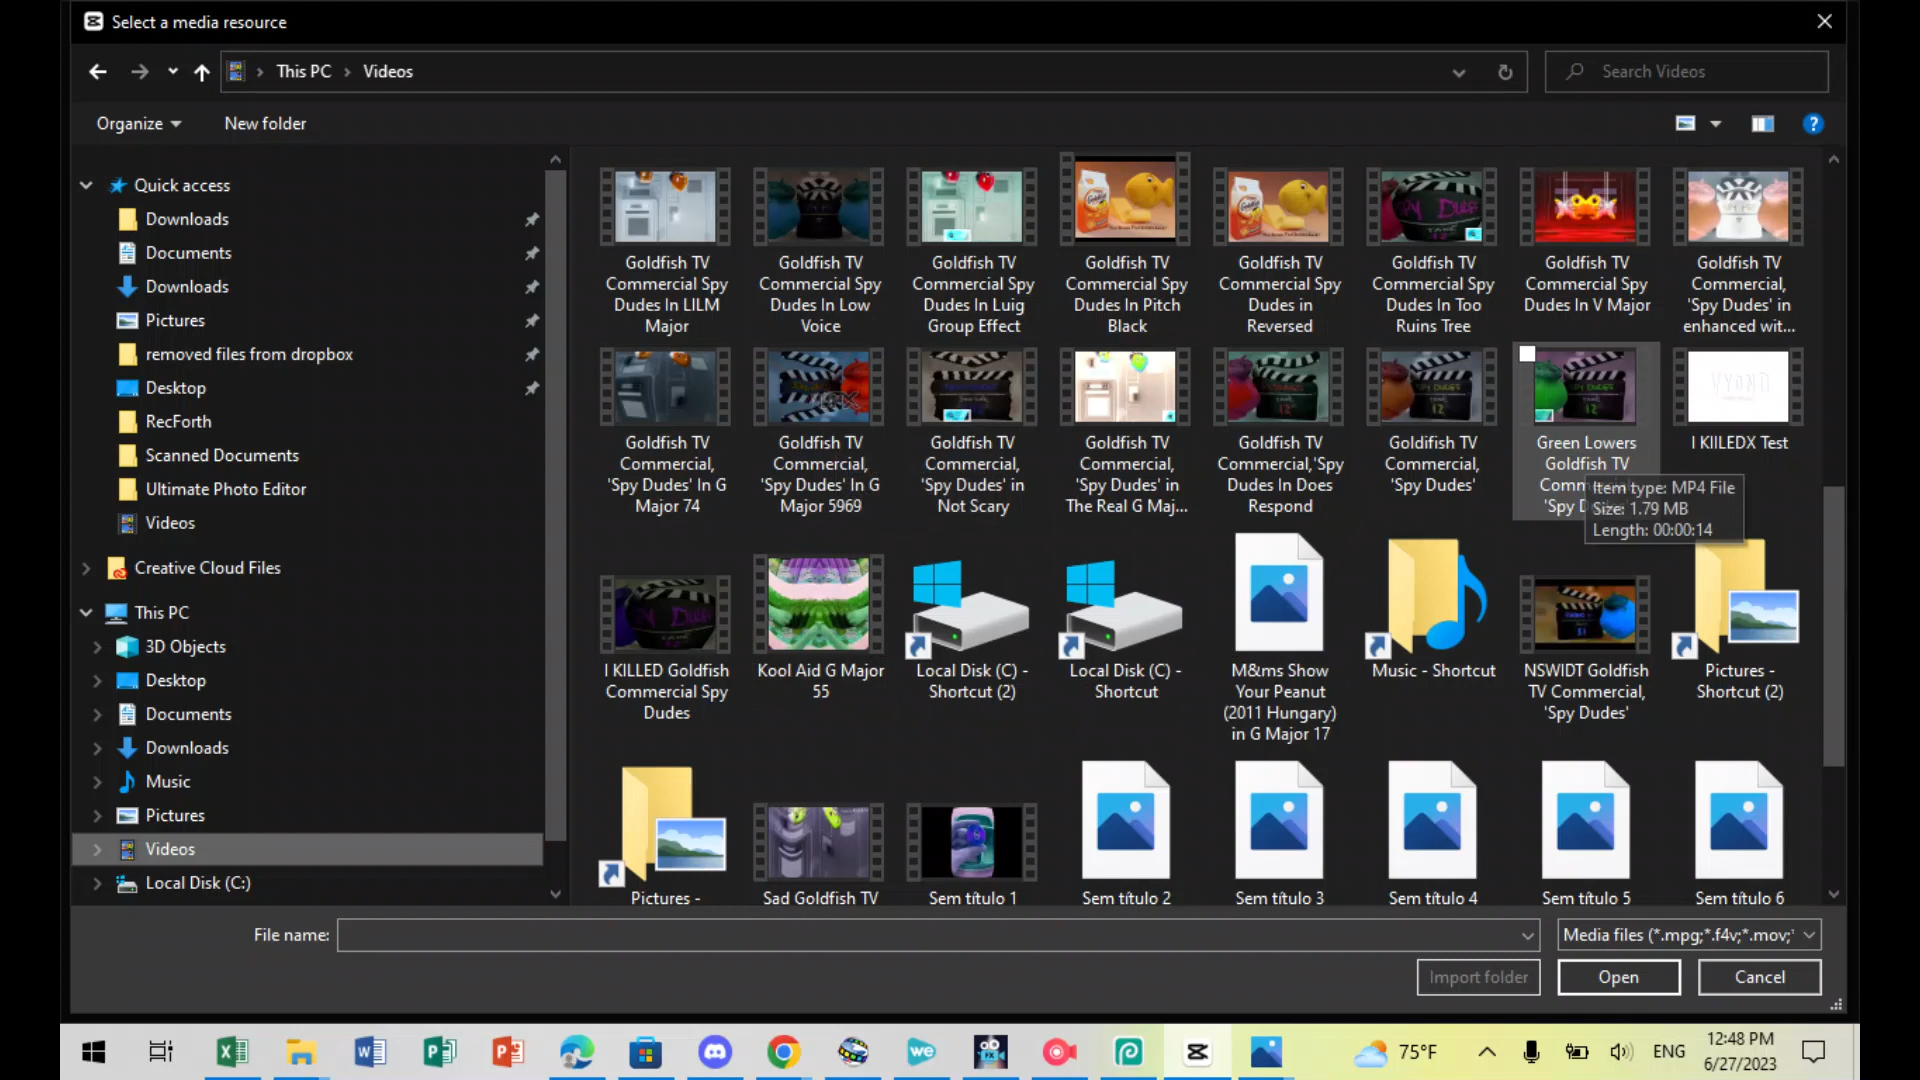 Select a media resource
This PC
Videos
Search Videos
Organize
New folder
Quick access
Downloads
Documents
Downloads
Pictures
removed files from dropbox
Desktop
RecForth
Scanned Documents
Ultimate Photo Editor
Videos
Creative Cloud Files
This PC
3D Objects
Desktop
Documents
Downloads
Music
Pictures
Videos
Local Disk (C:)
Goldfish TV
Commercial Spy
Dudes In LILM
Major
Goldfish TV
Commercial Spy
Dudes In Low
Voice
Goldfish TV
Commercial Spy
Dudes In Luig
Group Effect
Goldfish TV
Commercial Spy
Dudes In Pitch
Black
Goldfish TV
Commercial Spy
Dudes in
Reversed
Goldfish TV
Commercial Spy
Dudes In Too
Ruins Tree
Goldfish TV
Commercial Spy
Dudes In V Major
Goldfish TV
Commercial,
'Spy Dudes' in
enhanced wit...
Goldfish TV
Commercial,
'Spy Dudes' In G
Major 74
Goldfish TV
Commercial,
'Spy Dudes' In G
Major 5969
Goldfish TV
Commercial,
'Spy Dudes' in
Not Scary
Goldfish TV
Commercial,
'Spy Dudes' in
The Real G Maj...
Goldfish TV
Commercial,'Spy
Dudes In Does
Respond
Goldifish TV
Commercial,
'Spy Dudes'
Green Lowers
Goldfish TV
'Spy
Item type: MP4 File
Size: 1.79 MB
Length: 00:00:14
VYOND
I KIILEDX Test
I KILLED Goldfish
Commercial Spy
Dudes
Kool Aid G Major
55
Local Disk (C) -
Shortcut (2)
Local Disk (C) -
Shortcut
M&ms Show
Your Peanut
(2011 Hungary)
in G Major 17
Music - Shortcut
NSWIDT Goldfish
TV Commercial,
'Spy Dudes'
Pictures -
Shortcut (2)
Pictures -
Sad Goldfish TV
Sem título 1
Sem título 2
Sem título 3
Sem título 4
Sem título 5
Sem título 6
File name:
Media files (*.mpg;*.f4v;*.mov;*
Import folder
Open
Cancel
75°F
ENG
12:48 PM
6/27/2023